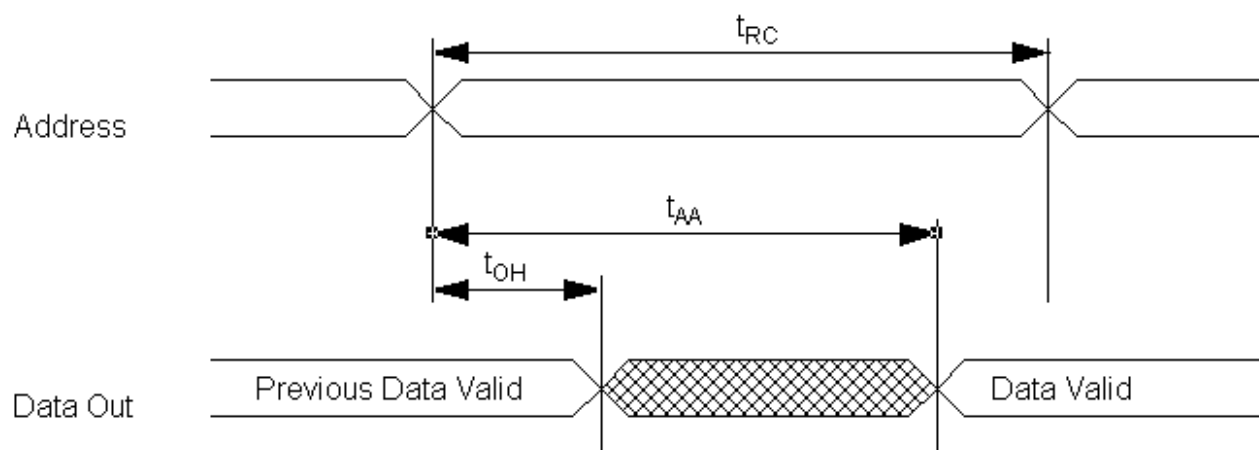 tRC
Address
tAA
tOH
Previous Data Valid
Data Valid
Data Out